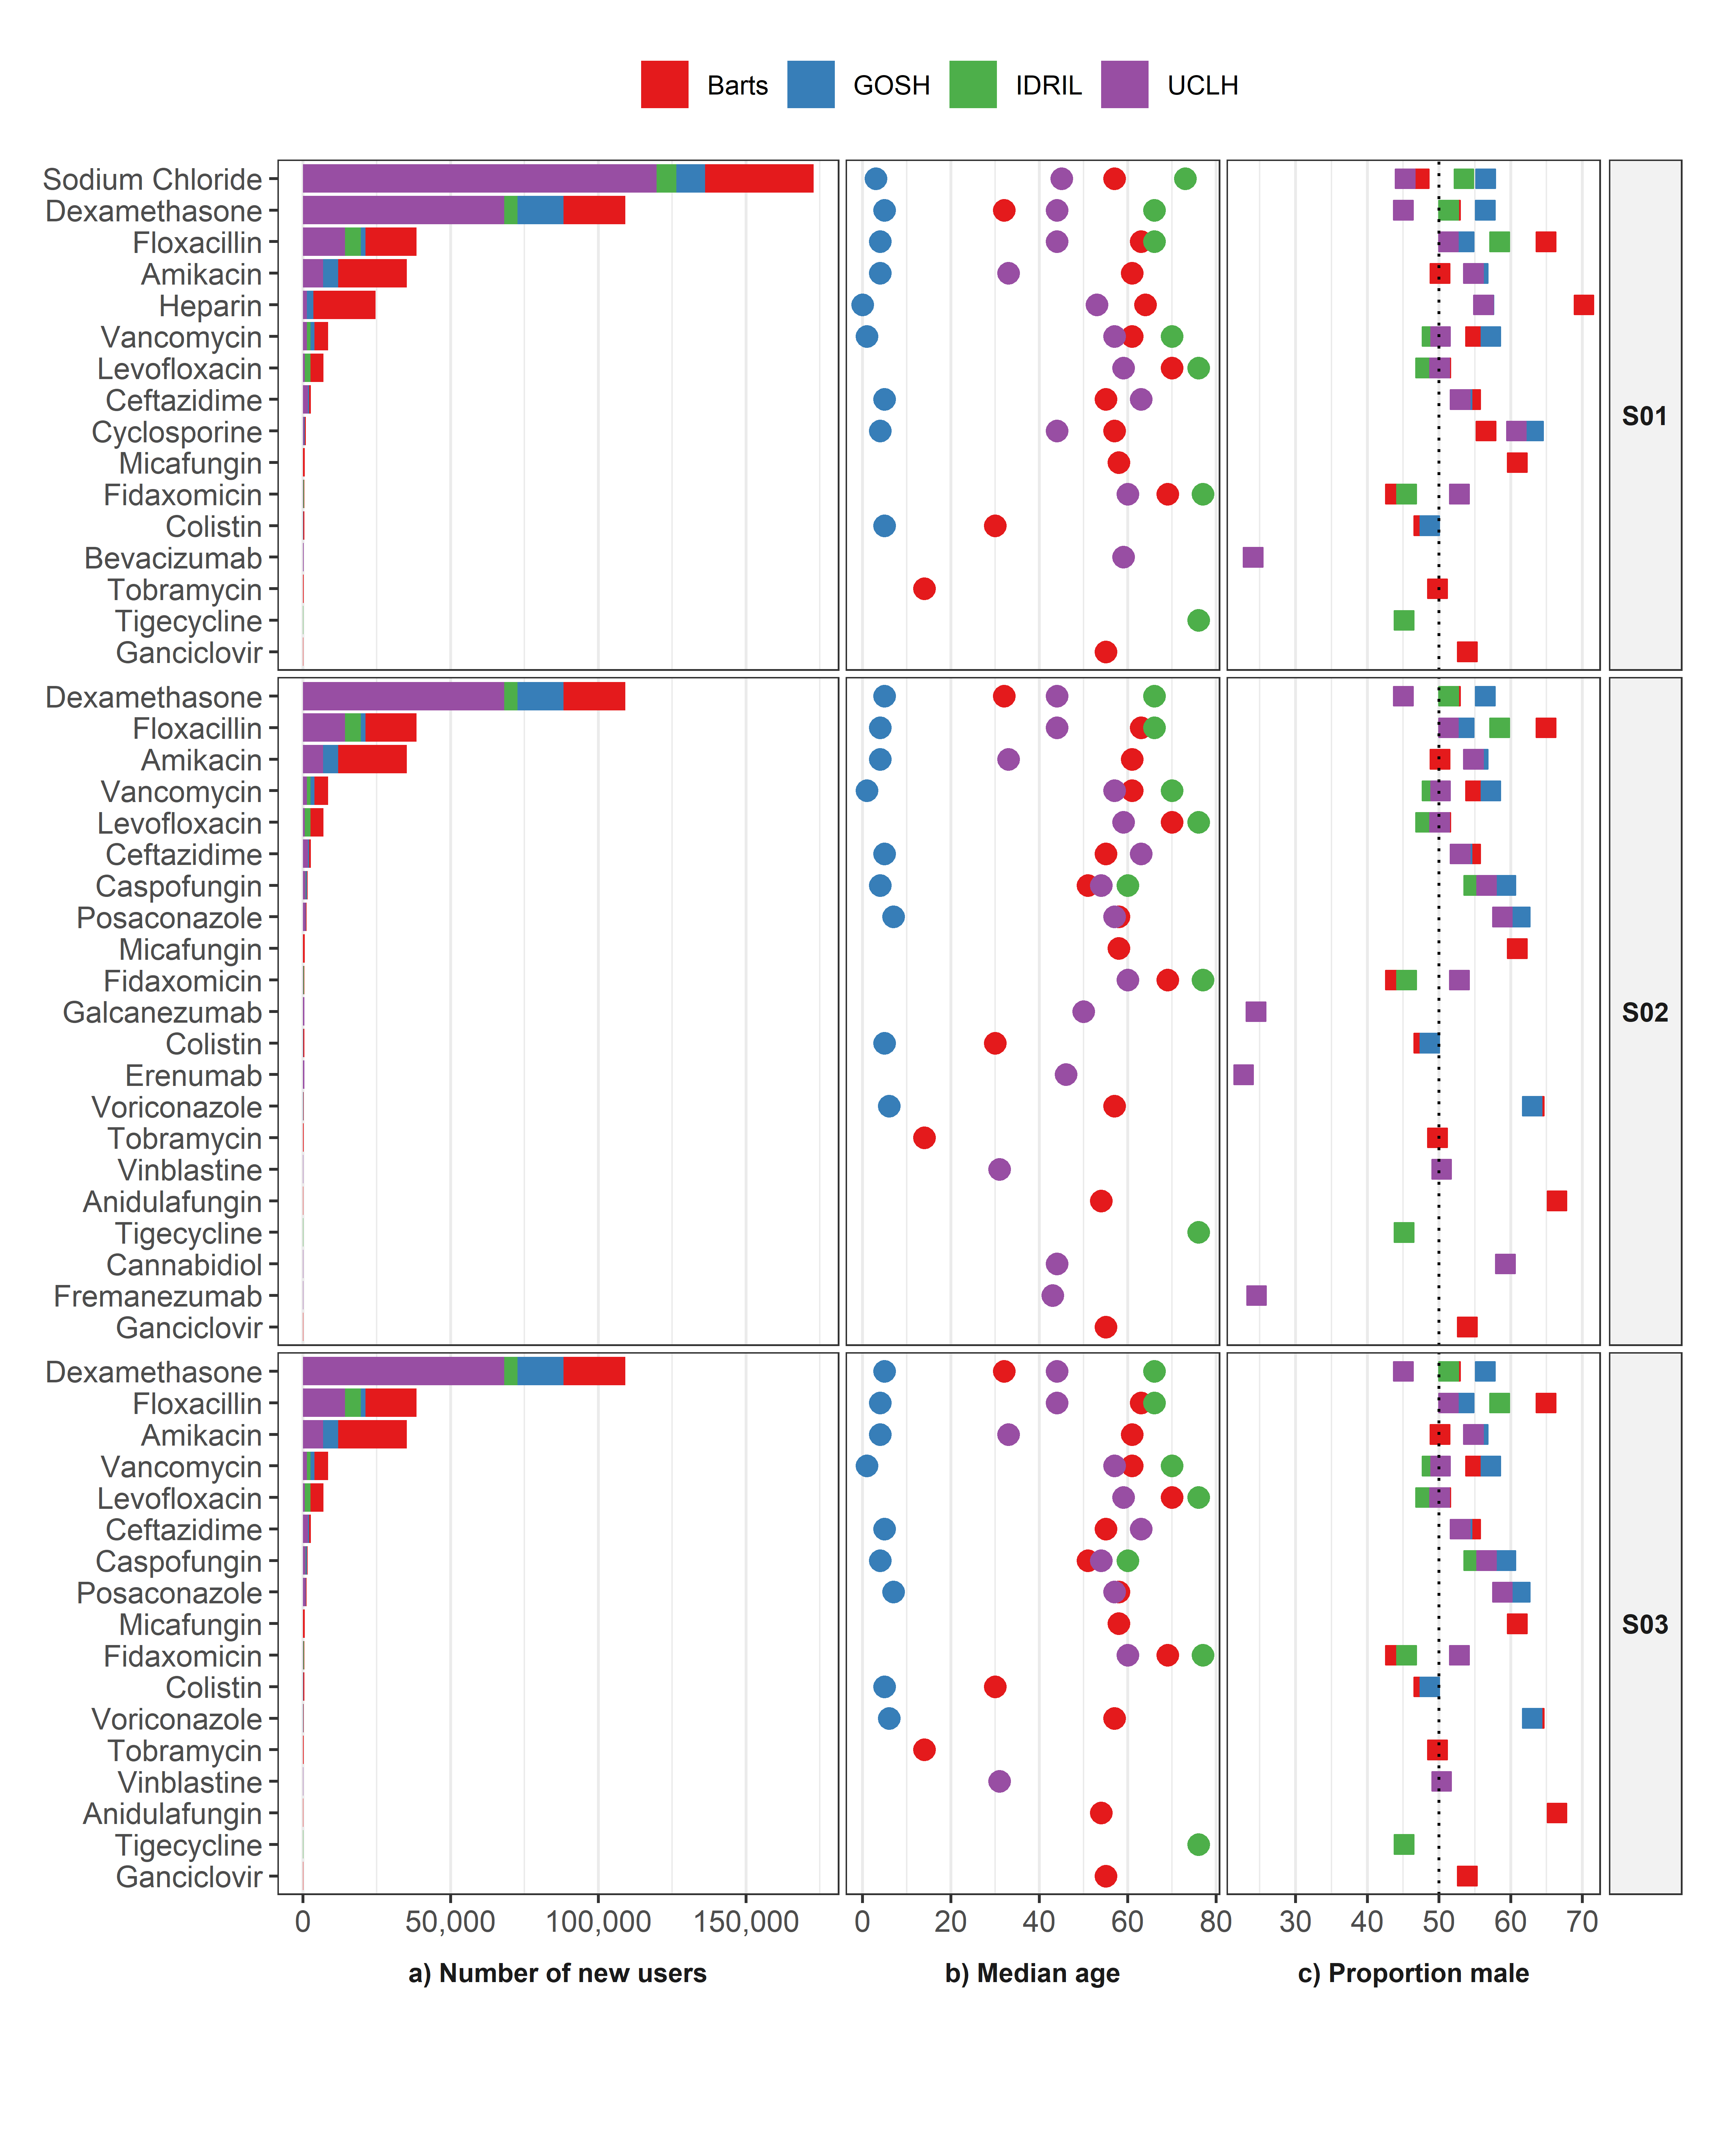 Barts GOSH IDRIL UCLH
Sodium Chloride
Dexamethasone
Floxacillin
Amikacin
Heparin
Vancomycin
Levofloxacin
Ceftazidime
Cyclosporine
Micafungin
Fidaxomicin
Colistin
Bevacizumab
Tobramycin
Tigecycline
Ganciclovir
S01
Dexamethasone
Floxacillin
Amikacin
Vancomycin
Levofloxacin
Ceftazidime
Caspofungin
Posaconazole
Micafungin
Fidaxomicin
Galcanezumab
Colistin
Erenumab
Voriconazole
Tobramycin
Vinblastine
Anidulafungin
Tigecycline
Cannabidiol
Fremanezumab
Ganciclovir
S02
Dexamethasone
Floxacillin
Amikacin
Vancomycin
Levofloxacin
Ceftazidime
Caspofungin
Posaconazole
Micafungin
Fidaxomicin
Colistin
Voriconazole
Tobramycin
Vinblastine
Anidulafungin
Tigecycline
Ganciclovir
S03
0 50,000 100,000 150,000 0 20 40 60 80 30 40 50 60 70
a) Number of new users b) Median age c) Proportion male